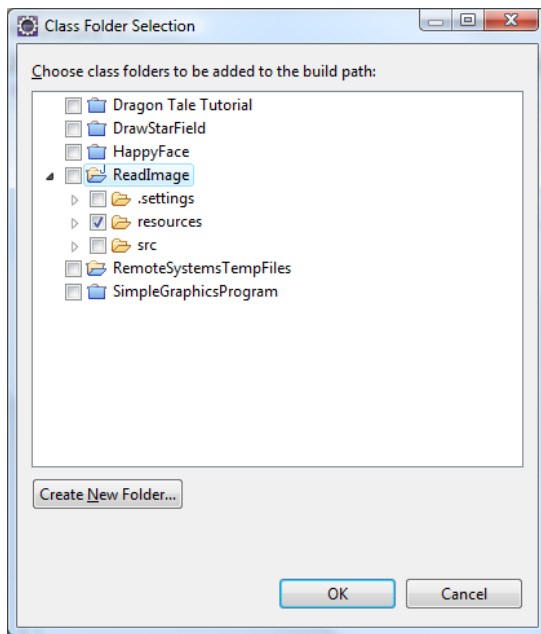 Class Folder Selection
Choose class folders to be added to the build path:
Dragon Tale Tutorial
DrawStarField
HappyFace
ReadImage
.settings
resources
src
RemoteSystemsTempFiles
SimpleGraphicsProgram
Create New Folder...
OK Cancel